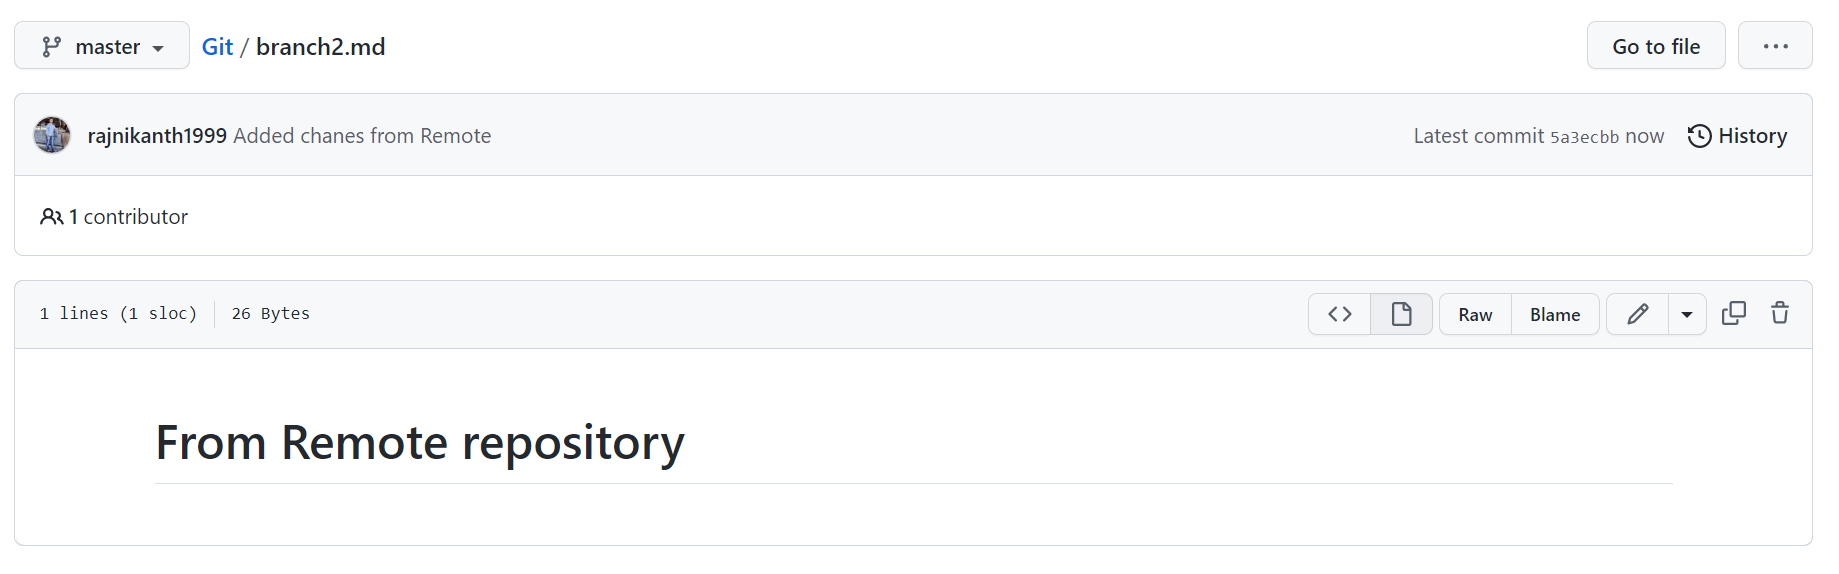 master Git / branch2.md Go to file ...
rajnikanth1999 Added chanes from Remote Latest commit 5a3ecbb now History
1 contributor
1 lines (1 sloc) 26 Bytes <> Raw Blame
From Remote repository